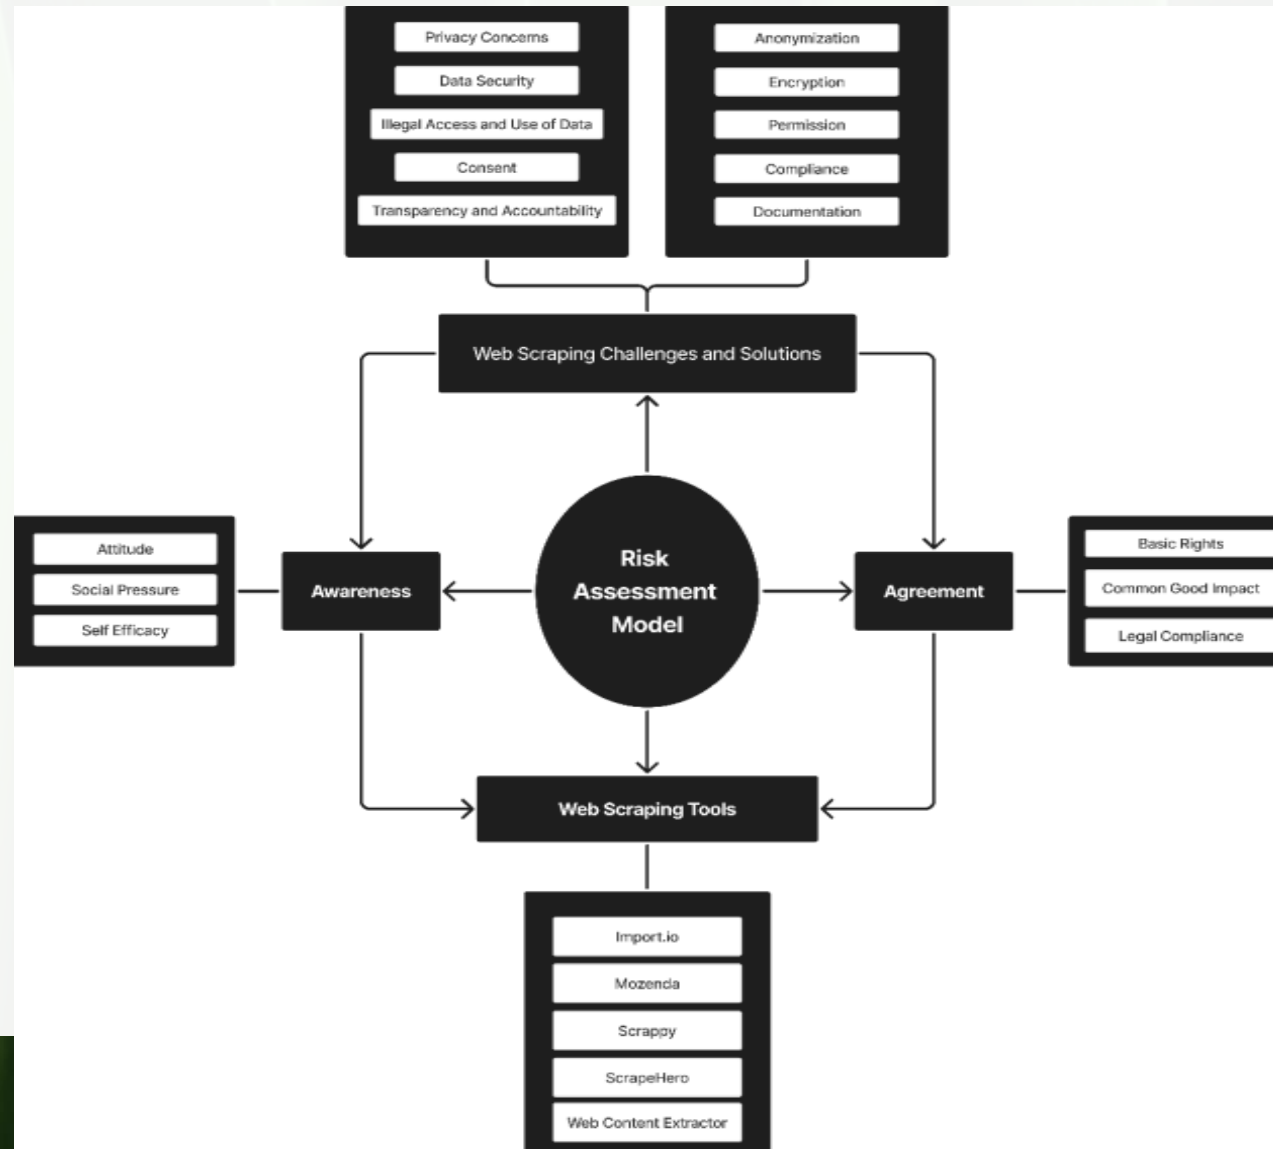 Privacy Concerns
Data Security
Illegal Access and Use of Data
Consent
Transparency and Accountability
Anonymization
Encryption
Permission
Compliance
Documentation
Web Scraping Challenges and Solutions
Attitude
Social Pressure
Self Efficacy
Awareness
Risk
Assessment
Model
Agreement
Basic Rights
Common Good Impact
Legal Compliance
Web Scraping Tools
Import.io
Mozenda
Scrappy
ScrapeHero
Web Content Extractor